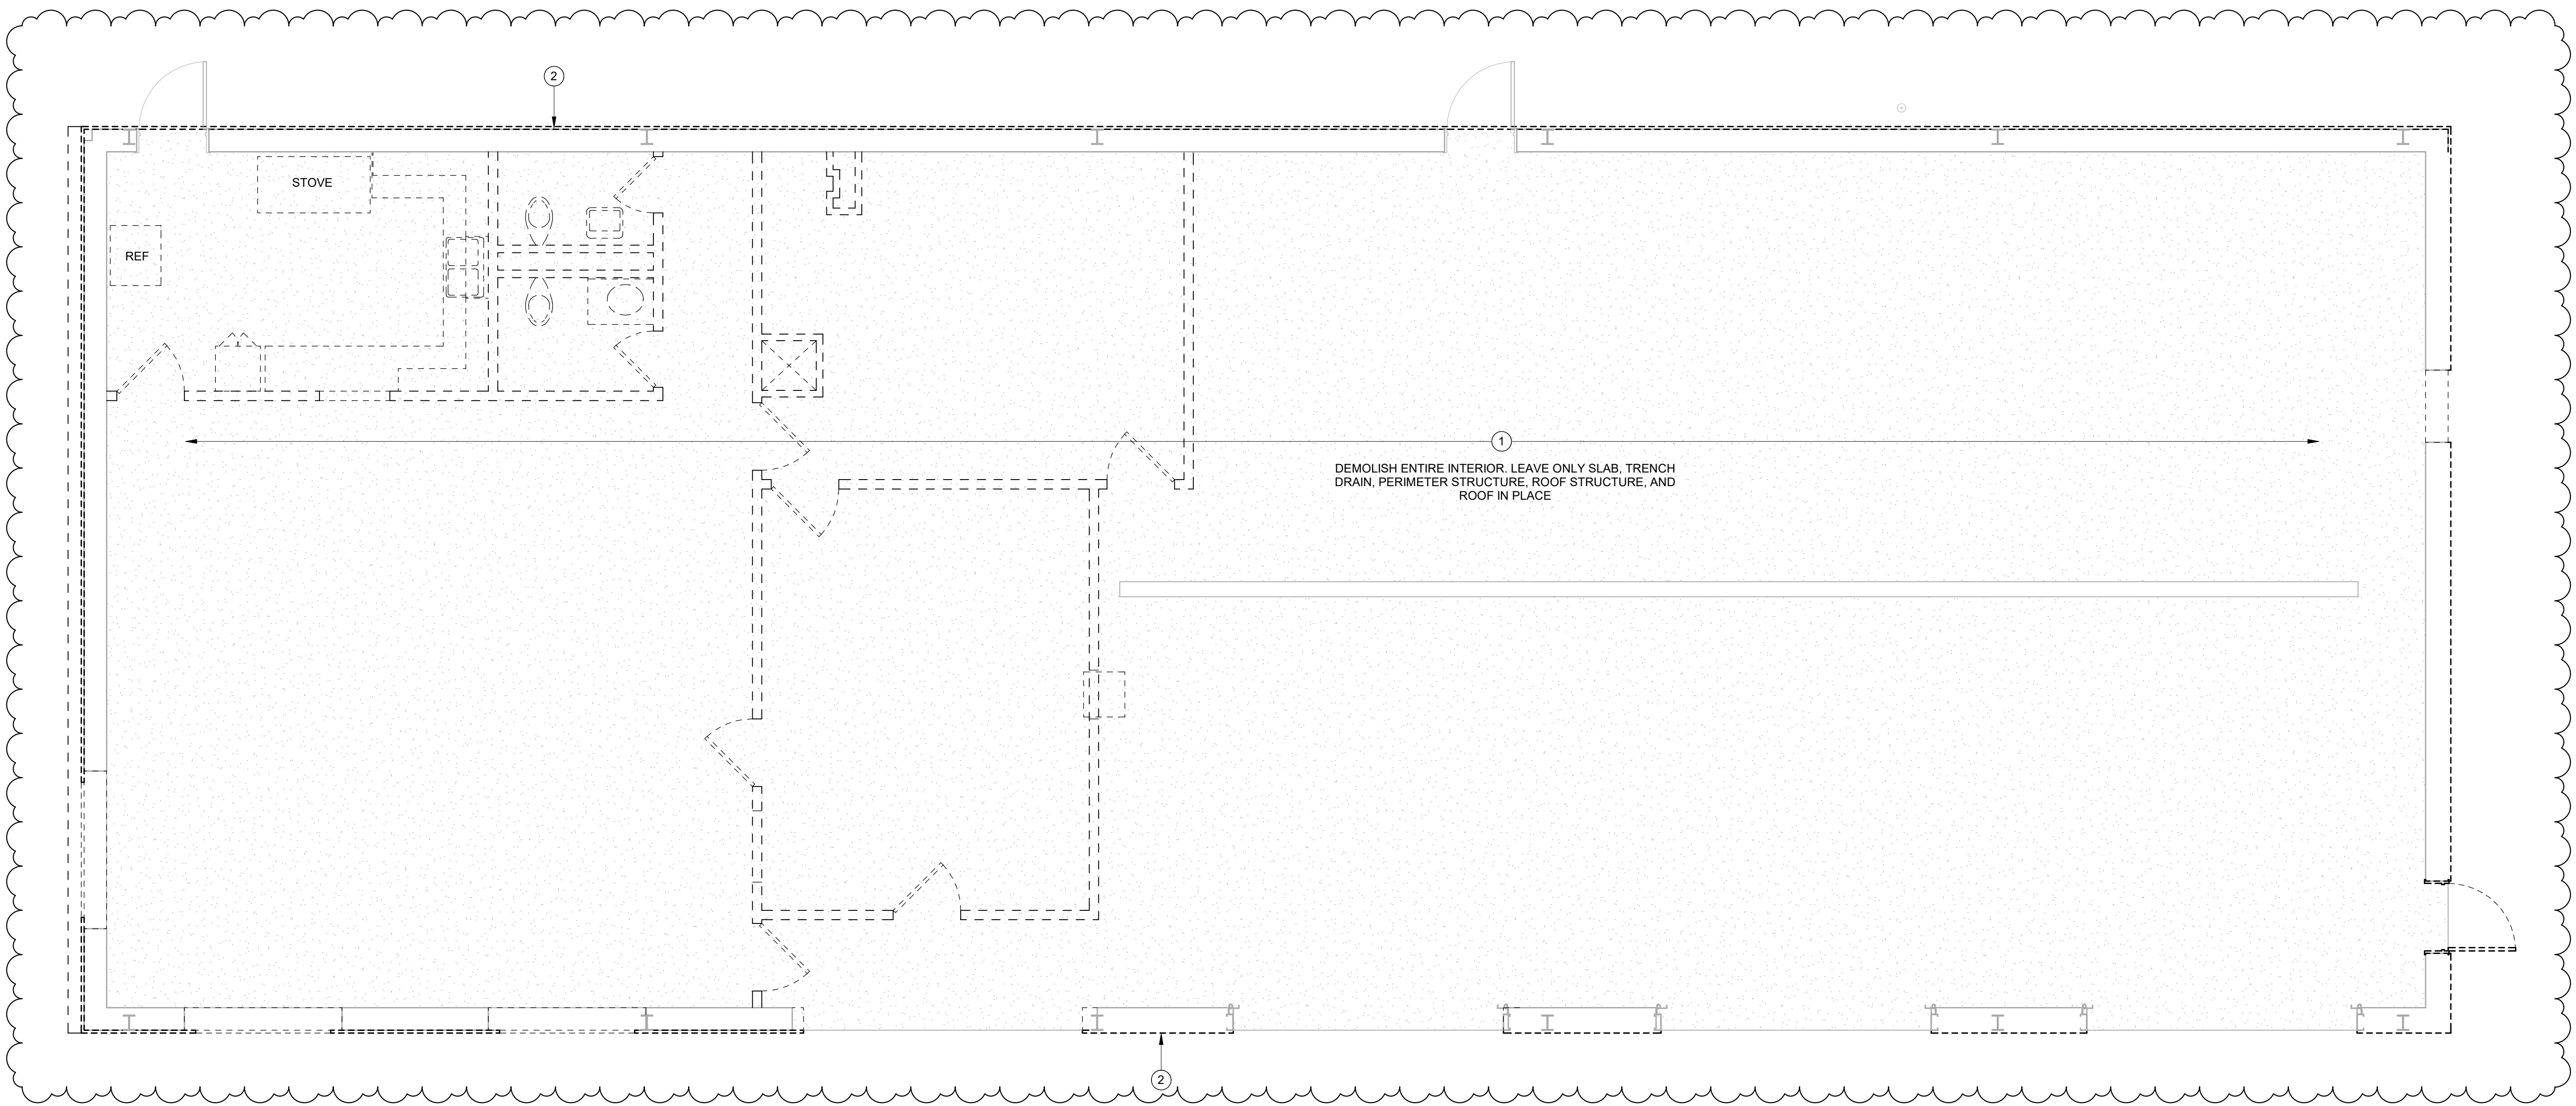 2
STOVE
REF
1
DEMOLISH ENTIRE INTERIOR. LEAVE ONLY SLAB, TRENCH
DRAIN, PERIMETER STRUCTURE, ROOF STRUCTURE, AND
ROOF IN PLACE
2